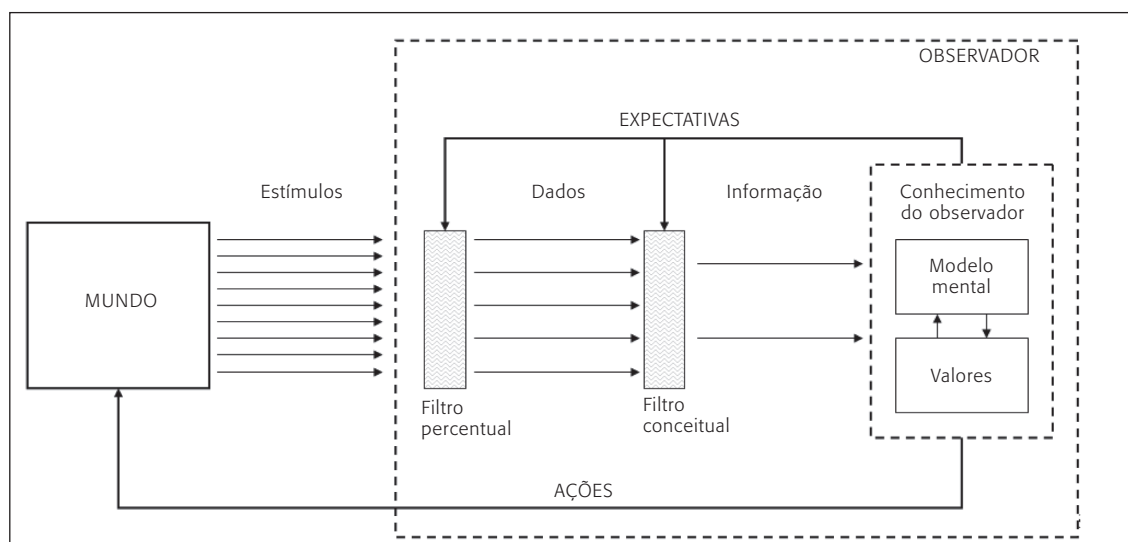 OBSERVADOR
EXPECTATIVAS
Estímulos
Dados
Informação
Conhecimento
do observador
MUNDO
Modelo
mental
Valores
Filtro
percentual
Filtro
conceitual
AÇÕES